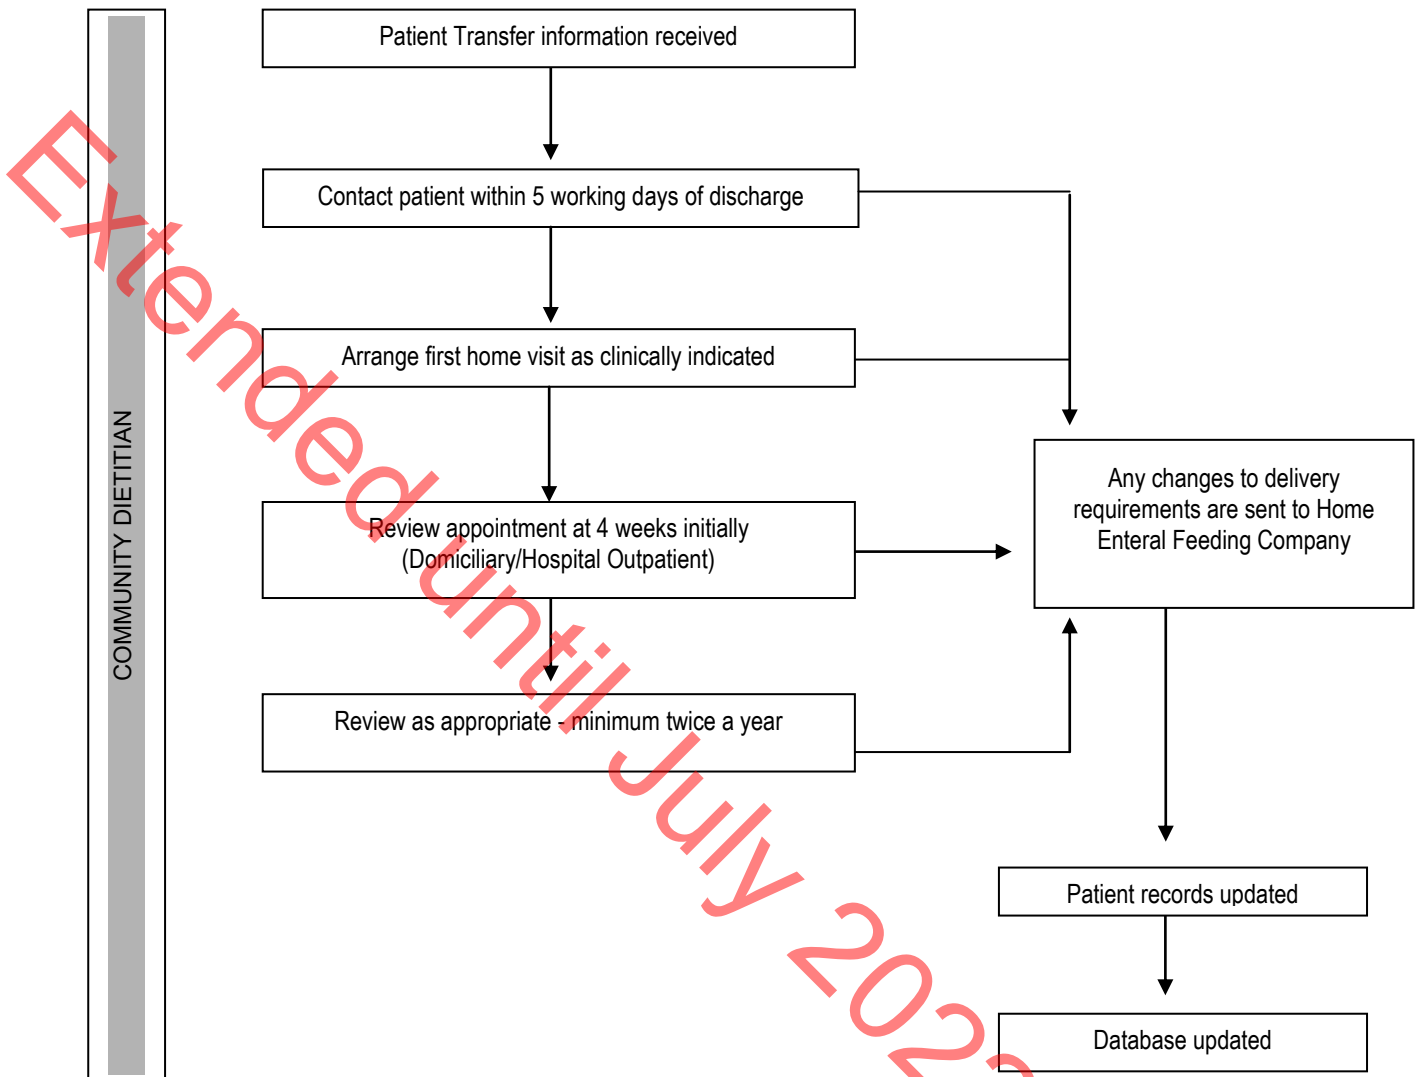 COMMUNITY DIETITIAN
Patient Transfer information received
Contact patient within 5 working days of discharge
Arrange first home visit as clinically indicated
Review appointment at 4 weeks initially
(Domiciliary/Hospital Outpatient)
Review as appropriate - minimum twice a year
Any changes to delivery
requirements are sent to Home
Enteral Feeding Company
Patient records updated
Database updated
Extended until July